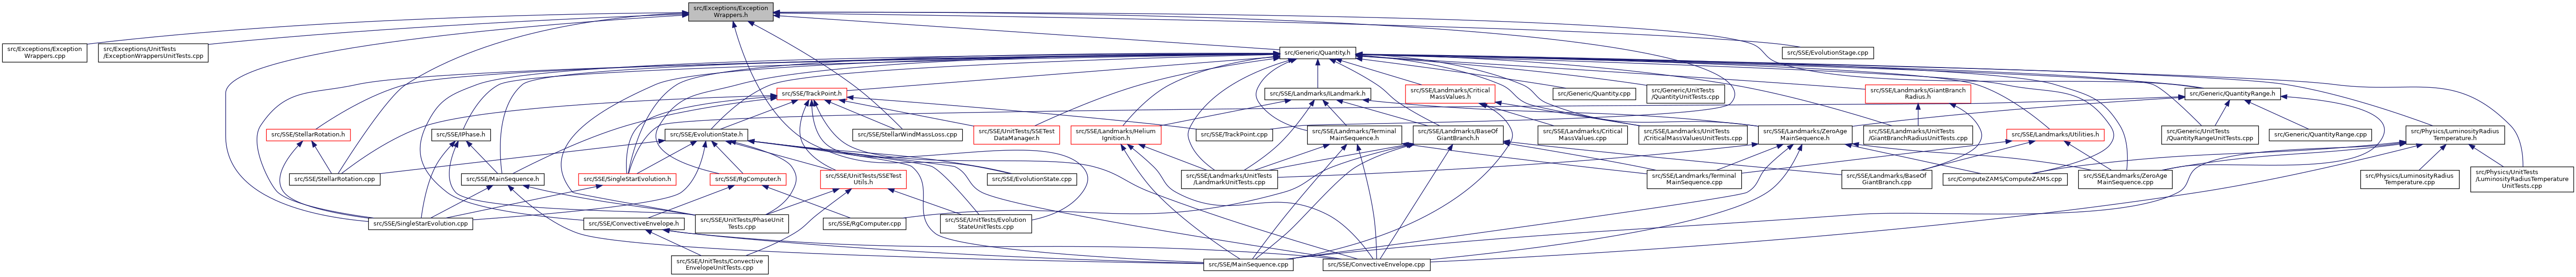 src/Exceptions/Exception
Wrappers.h
src/Exceptions/Exception
Wrappers.cpp
src/Exceptions/UnitTests
/ExceptionWrappersUnitTests.cpp
src/Generic/Quantity.h
src/SSE/EvolutionStage.cpp
src/SSE/TrackPoint.h
src/SSE/Landmarks/Landmark.h
src/SSE/Landmarks/Critical
MassValues.h
src/Generic/Quantity.cpp
src/Generic/UnitTests
/QuantityUnitTests.cpp
src/SSE/Landmarks/GiantBranch
Radius.h
src/Generic/QuantityRange.h
src/SSE/StellarRotation.h
src/SSE/Phase.h
src/SSE/EvolutionState.h
src/SSE/StellarWindMassLoss.cpp
src/SSE/UnitTests/SSETest
DataManager.h
src/SSE/Landmarks/Helium
Ignition.h
src/SSE/TrackPoint.cpp
src/SSE/Landmarks/Terminal
MainSequence.h
src/SSE/Landmarks/BaseOf
GiantBranch.h
src/SSE/Landmarks/Critical
MassValues.cpp
src/SSE/Landmarks/UnitTests
/CriticalMassValuesUnitTests.cpp
src/SSE/Landmarks/ZeroAge
MainSequence.h
src/SSE/Landmarks/UnitTests
/GiantBranchRadiusUnitTests.cpp
src/SSE/Landmarks/Utilities.h
src/Generic/UnitTests
/QuantityRangeUnitTests.cpp
src/Generic/QuantityRange.cpp
src/Physics/LuminosityRadius
Temperature.h
src/SSE/StellarRotation.cpp
src/SSE/MainSequence.h
src/SSE/SingleStarEvolution.h
src/SSE/RgComputer.h
src/SSE/UnitTests/SSETest
Utils.h
src/SSE/EvolutionState.cpp
src/SSE/Landmarks/UnitTests
/LandmarkUnitTests.cpp
src/SSE/Landmarks/Terminal
MainSequence.cpp
src/SSE/Landmarks/BaseOf
GiantBranch.cpp
src/ComputeZAMS/ComputeZAMS.cpp
src/SSE/Landmarks/ZeroAge
MainSequence.cpp
src/Physics/LuminosityRadius
Temperature.cpp
src/Physics/UnitTests
/LuminosityRadiusTemperature
UnitTests.cpp
src/SSE/SingleStarEvolution.cpp
src/SSE/ConvectiveEnvelope.h
src/SSE/UnitTests/PhaseUnit
Tests.cpp
src/SSE/RgComputer.cpp
src/SSE/UnitTests/Evolution
StateUnitTests.cpp
src/SSE/UnitTests/Convective
EnvelopeUnitTests.cpp
src/SSE/MainSequence.cpp
src/SSE/ConvectiveEnvelope.cpp